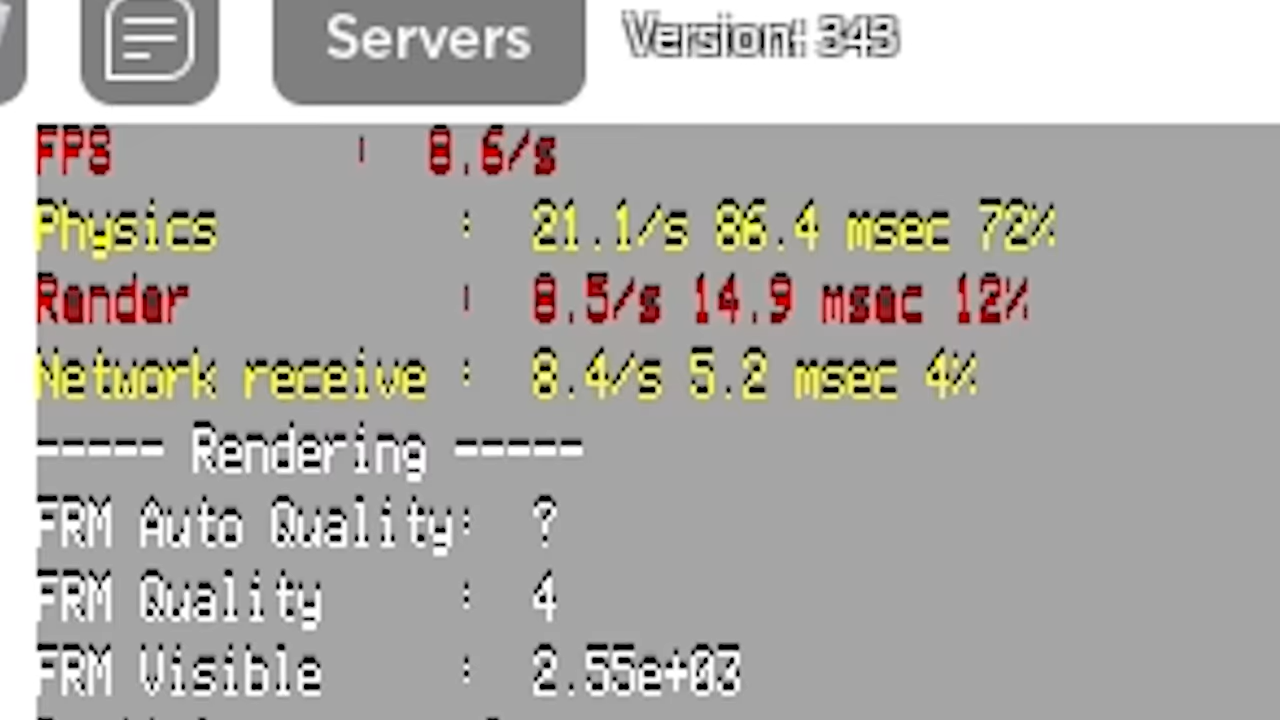 Servers
Version: 343
FPS : 8.6/s
Physics : 21.1/s 86.4 msec 72%
Render : 8.5/s 14.9 msec 12%
Network receive : 8.4/s 5.2 msec 4%
----- Rendering -----
FRM Auto Quality: ?
FRM Quality : 4
FRM Visible : 2.55e+03